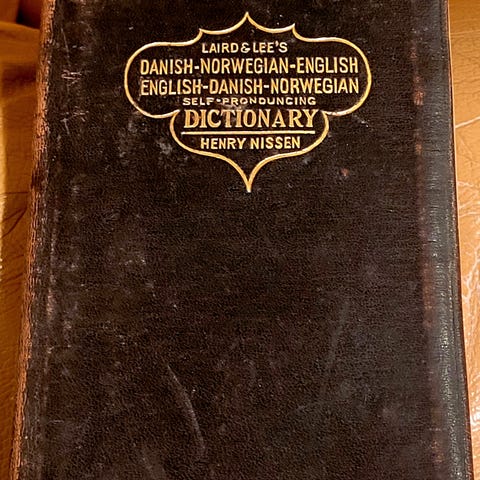 LAIRD & LEE'S
DANISH-NORWEGIAN-ENGLISH
ENGLISH-DANISH-NORWEGIAN
SELF-PRONOUNCING
DICTIONARY
HENRY NISSEN